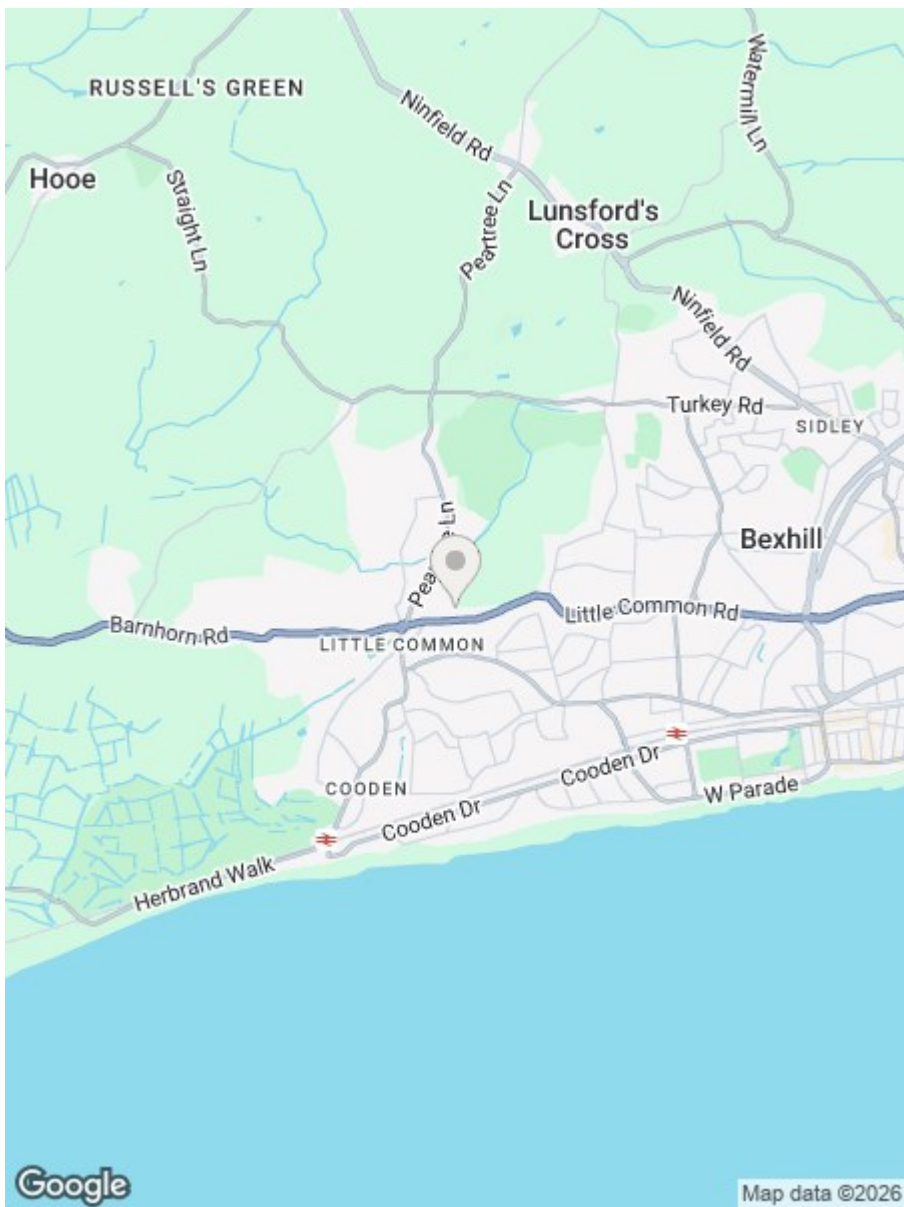 RUSSELL'S GREEN
Ninfield Rd
Watermill Ln
Hooe
Straight Ln
Peartree Ln
Lunsford's
Cross
Ninfield Rd
Turkey Rd
SIDLEY
Bexhill
Barnhorn Rd
LITTLE COMMON
Little Common Rd
COODEN
Cooden Dr
Cooden Dr
W Parade
Herbrand Walk
Google
Map data ©2026